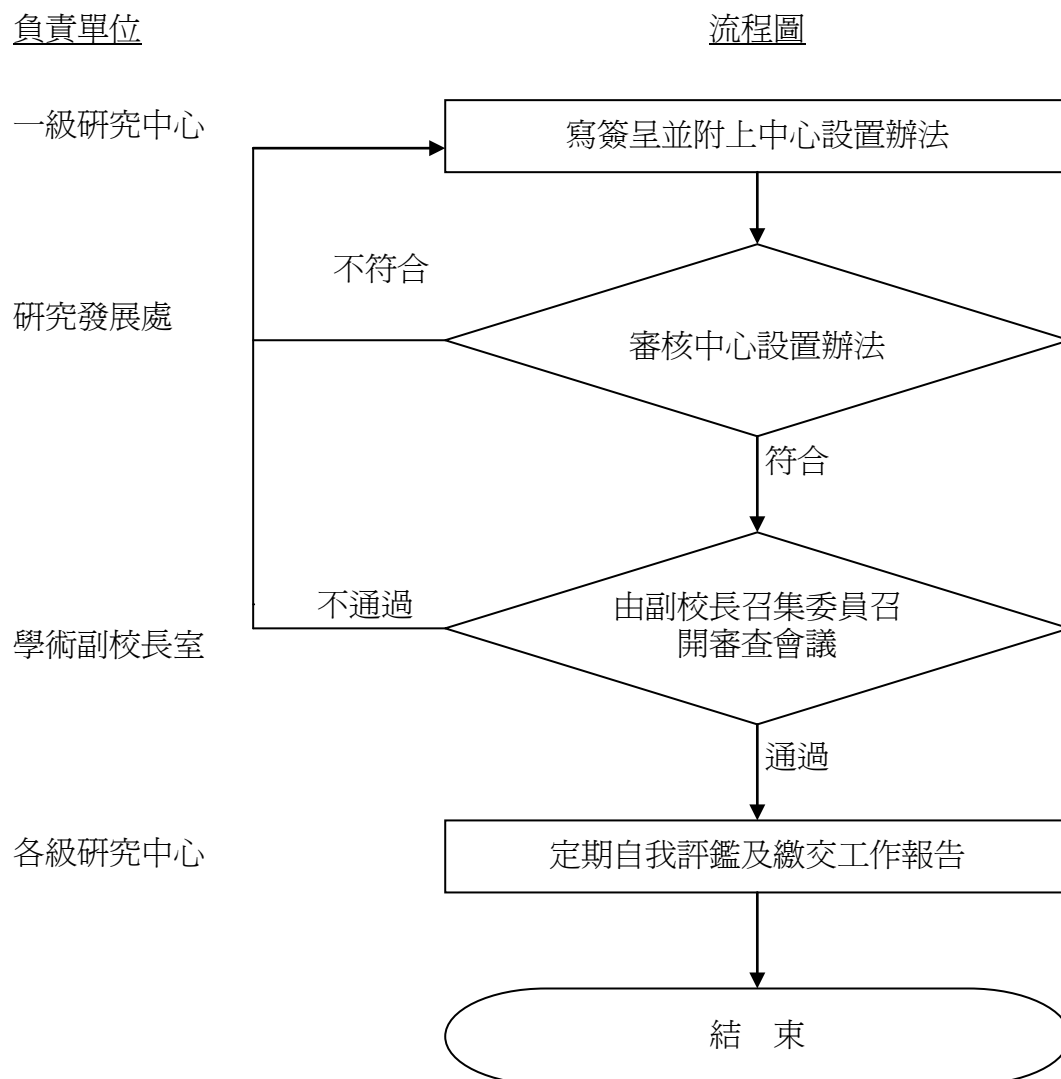 負責單位
流程圖
一級研究中心
寫簽呈並附上中心設置辦法
不符合
研究發展處
審核中心設置辦法
符合
不通過
由副校長召集委員召
開審查會議
學術副校長室
通過
各級研究中心
定期自我評鑑及繳交工作報告
結　束